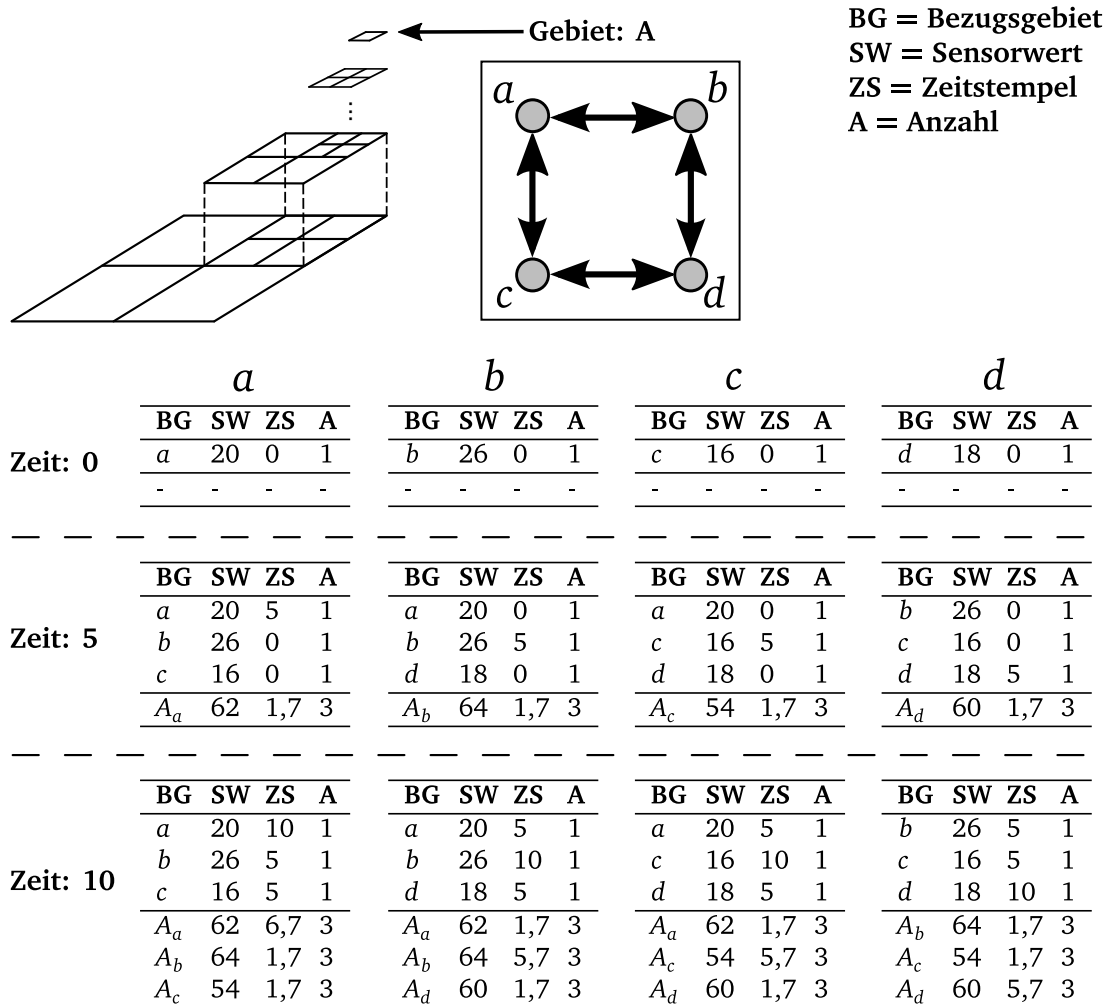 Gebiet: A
BG = Bezugsgebiet
SW = Sensorwert
ZS = Zeitstempel
A = Anzahl
a b
c d
a b c d
BG SW ZS A BG SW ZS A BG SW ZS A BG SW ZS A
Zeit: 0
a 20 0 1 b 26 0 1 c 16 0 1 d 18 0 1
- - - - - - - - - - - - - - - -
BG SW ZS A BG SW ZS A BG SW ZS A BG SW ZS A
a 20 5 1 a 20 0 1 a 20 0 1 b 26 0 1
Zeit: 5
b 26 0 1 b 26 5 1 c 16 5 1 c 16 0 1
c 16 0 1 d 18 0 1 d 18 0 1 d 18 5 1
A_a 62 1,7 3 A_b 64 1,7 3 A_c 54 1,7 3 A_d 60 1,7 3
BG SW ZS A BG SW ZS A BG SW ZS A BG SW ZS A
a 20 10 1 a 20 5 1 a 20 5 1 b 26 5 1
b 26 5 1 b 26 10 1 c 16 10 1 c 16 5 1
Zeit: 10
c 16 5 1 d 18 5 1 d 18 5 1 d 18 10 1
A_a 62 6,7 3 A_a 62 1,7 3 A_a 62 1,7 3 A_b 64 1,7 3
A_b 64 1,7 3 A_b 64 5,7 3 A_c 54 5,7 3 A_c 54 1,7 3
A_c 54 1,7 3 A_d 60 1,7 3 A_d 60 1,7 3 A_d 60 5,7 3